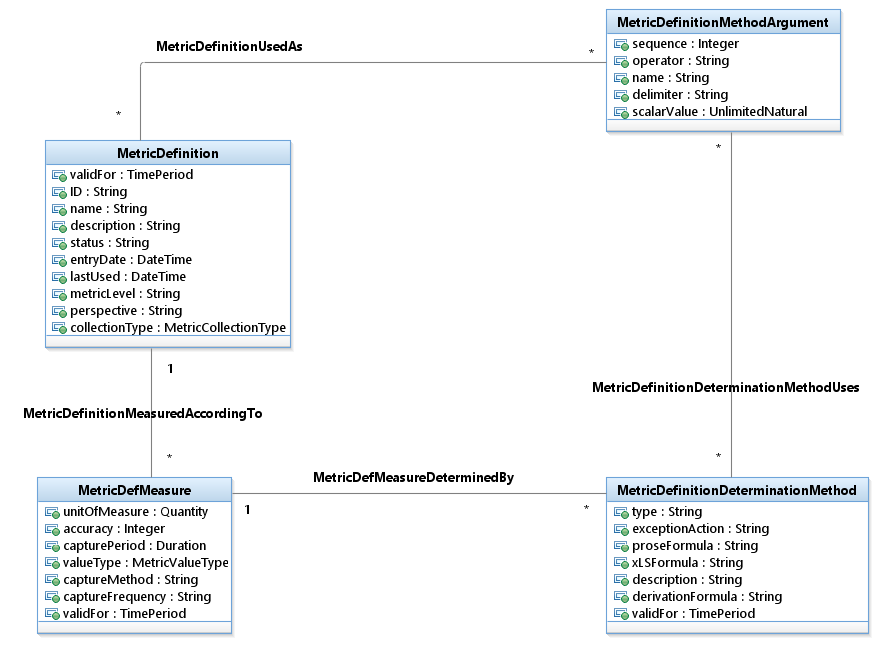 MetricDefinitionMethodArgument
sequence : Integer
operator : String
name : String
delimiter : String
scalarValue : UnlimitedNatural
MetricDefinitionUsedAs
*
*
MetricDefinition
validFor : TimePeriod
ID : String
name : String
description : String
status : String
entryDate : DateTime
lastUsed : DateTime
metricLevel : String
perspective : String
collectionType : MetricCollectionType
*
1
MetricDefinitionDeterminationMethodUses
MetricDefinitionMeasuredAccordingTo
*
*
MetricDefMeasureDeterminedBy
1
*
MetricDefMeasure
unitOfMeasure : Quantity
accuracy : Integer
capturePeriod : Duration
valueType : MetricValueType
captureMethod : String
captureFrequency : String
validFor : TimePeriod
MetricDefinitionDeterminationMethod
type : String
exceptionAction : String
proseFormula : String
xLSFormula : String
description : String
derivationFormula : String
validFor : TimePeriod